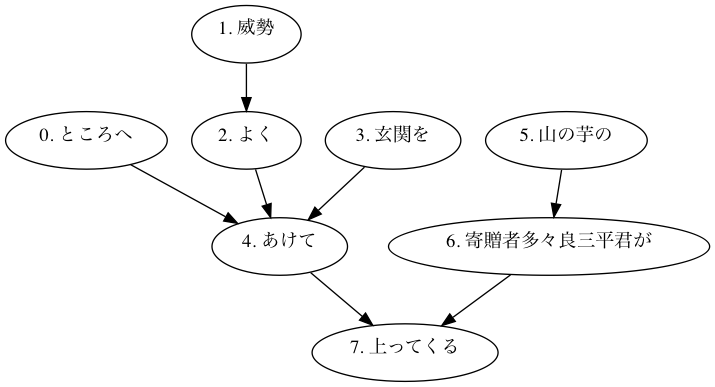 1. 威勢
0. ところへ
2. よく
3. 玄関を
5. 山の芋の
4. あけて
6. 寄贈者多々良三平君が
7. 上ってくる